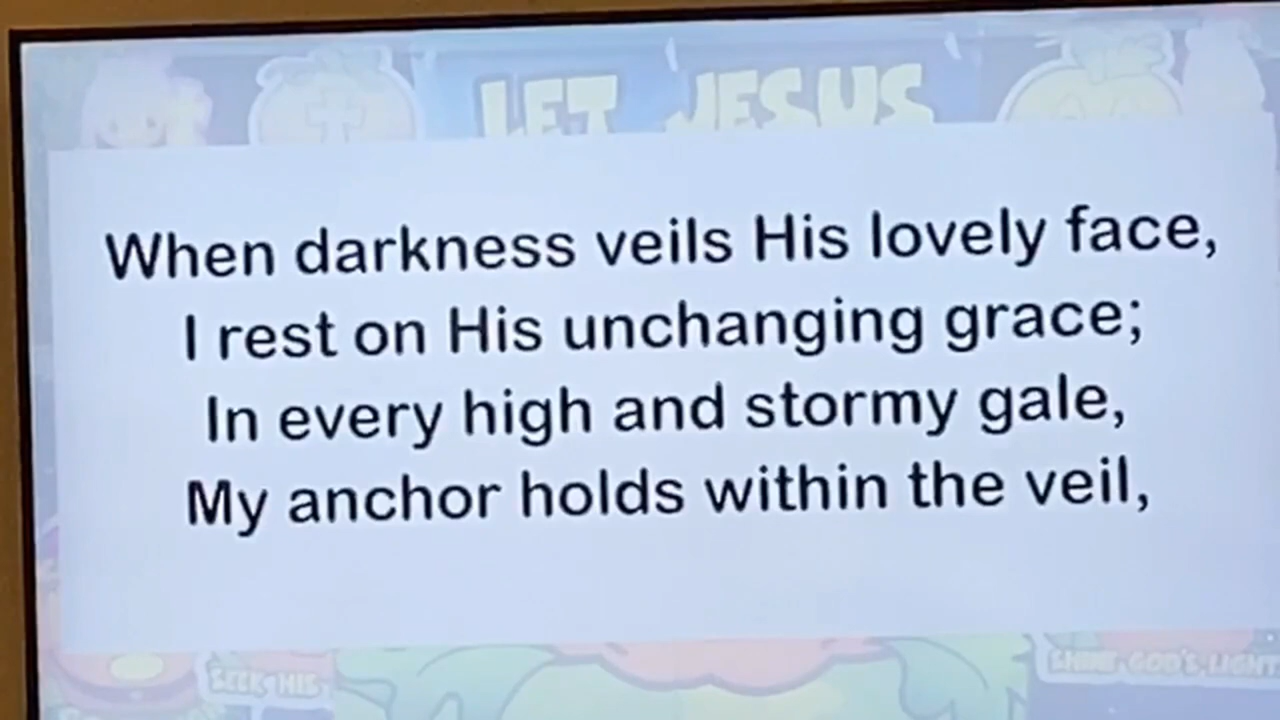 LET JESUS
When darkness veils His lovely face,
I rest on His unchanging grace;
In every high and stormy gale,
My anchor holds within the veil,
SEEK HIS
SHINE GOD'S LIGHT